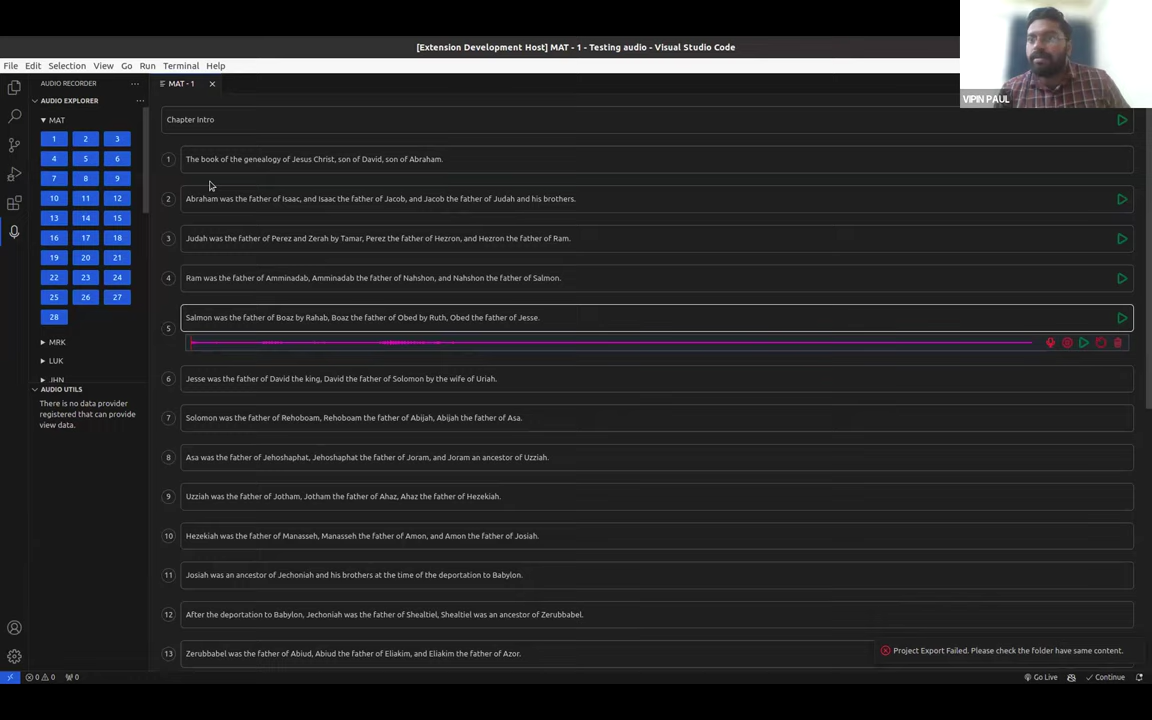 [Extension Development Host] MAT - 1 - Testing audio - Visual Studio Code
VIPIN PAUL
File Edit Selection View Go Run Terminal Help
AUDIO RECORDER
MAT - 1
AUDIO EXPLORER
MAT
1 2 3
4 5 6
7 8 9
10 11 12
13 14 15
16 17 18
19 20 21
22 23 24
25 26 27
28
MRK
LUK
JHN
AUDIO UTILS
There is no data provider
registered that can provide
view data.
Chapter Intro
1 The book of the genealogy of Jesus Christ, son of David, son of Abraham.
2 Abraham was the father of Isaac, and Isaac the father of Jacob, and Jacob the father of Judah and his brothers.
3 Judah was the father of Perez and Zerah by Tamar, Perez the father of Hezron, and Hezron the father of Ram.
4 Ram was the father of Amminadab, Amminadab the father of Nahshon, and Nahshon the father of Salmon.
5 Salmon was the father of Boaz by Rahab, Boaz the father of Obed by Ruth, Obed the father of Jesse.
6 Jesse was the father of David the king, David the father of Solomon by the wife of Uriah.
7 Solomon was the father of Rehoboam, Rehoboam the father of Abijah, Abijah the father of Asa.
8 Asa was the father of Jehoshaphat, Jehoshaphat the father of Joram, and Joram an ancestor of Uzziah.
9 Uzziah was the father of Jotham, Jotham the father of Ahaz, Ahaz the father of Hezekiah.
10 Hezekiah was the father of Manasseh, Manasseh the father of Amon, and Amon the father of Josiah.
11 Josiah was an ancestor of Jechoniah and his brothers at the time of the deportation to Babylon.
12 After the deportation to Babylon, Jechoniah was the father of Shealtiel, Shealtiel was an ancestor of Zerubbabel.
13 Zerubbabel was the father of Abiud, Abiud the father of Eliakim, and Eliakim the father of Azor.
Project Export Failed. Please check the folder have same content.
0 0 0
Go Live Continue